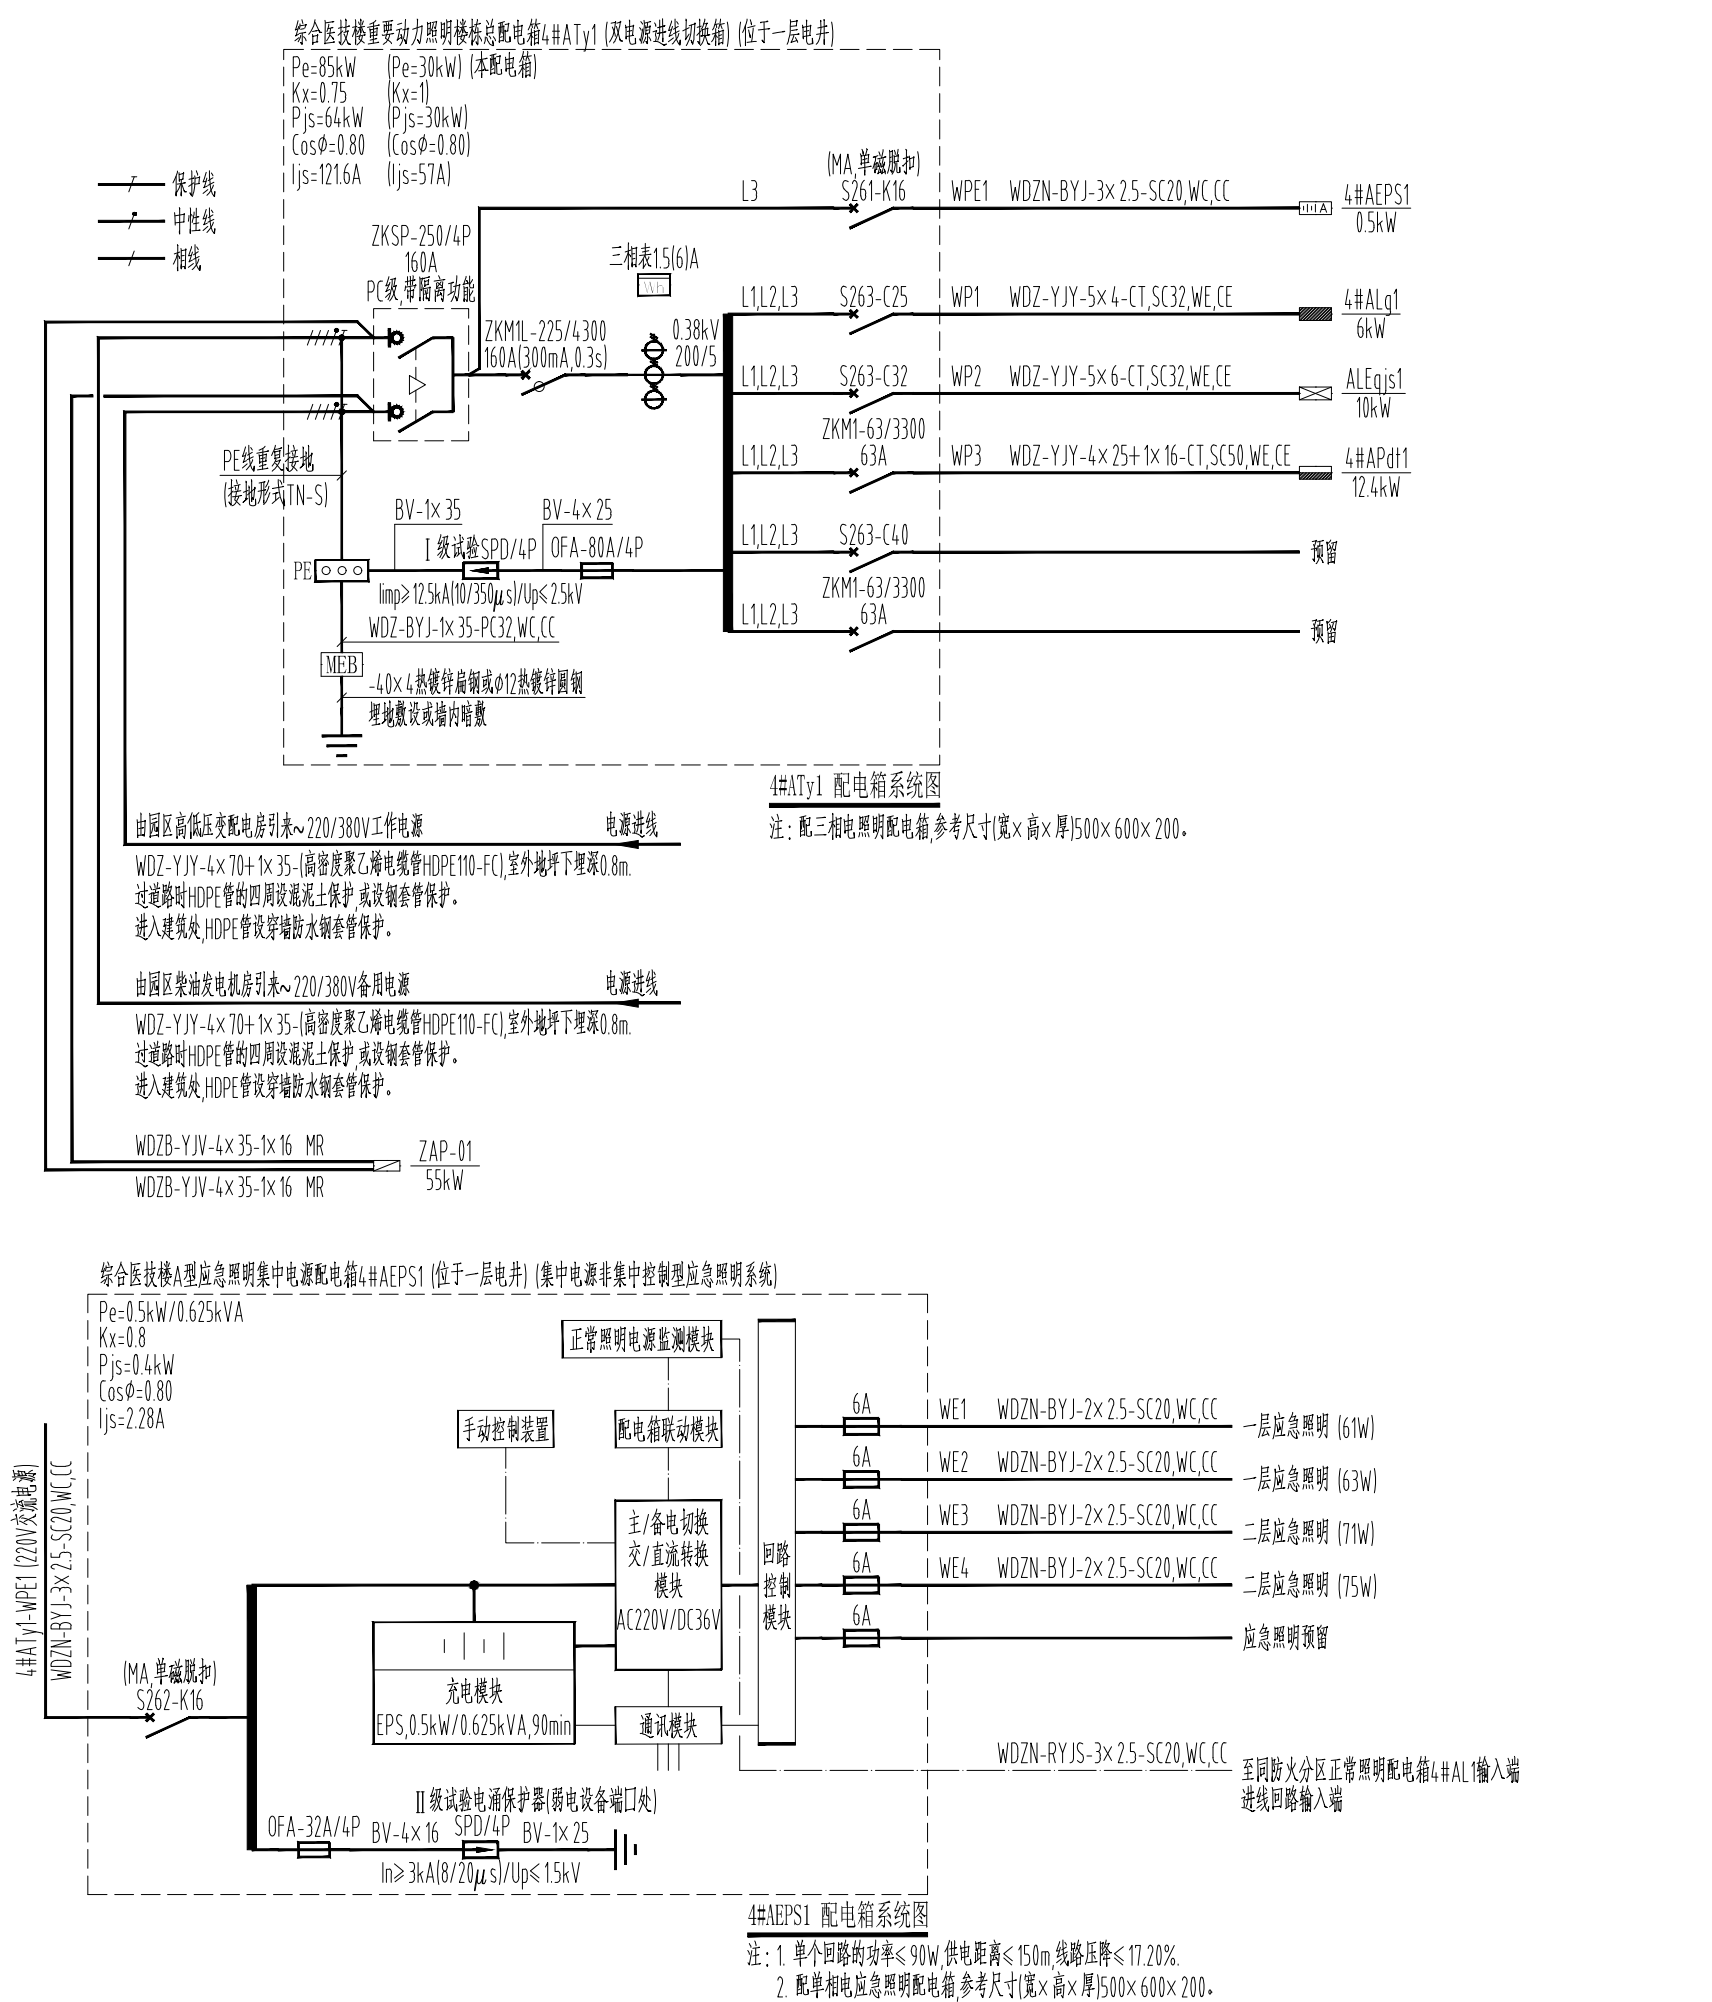 综合医技楼重要动力照明楼栋总配电箱4#ATy1 (双电源进线切换箱) (位于一层电井)
Pe=85kW (Pe=30kW) (本配电箱)
Kx=0.75 (Kx=1)
Pjs=64kW (Pjs=30kW)
CosØ=0.80 (CosØ=0.80)
Ijs=121.6A (Ijs=57A)
保护线
中性线
相线
ZKSP-250/4P
160A
PC级,带隔离功能
L3
(MA,单磁脱扣)
S261-K16
WPE1 WDZN-BYJ-3×2.5-SC20,WC,CC
4#AEPS1
0.5kW
三相表1.5(6)A
Wh
ZKM1L-225/4300
160A(300mA,0.3s)
0.38kV
200/5
L1,L2,L3 S263-C25 WP1 WDZ-YJY-5×4-CT,SC32,WE,CE
4#ALg1
6kW
L1,L2,L3 S263-C32 WP2 WDZ-YJY-5×6-CT,SC32,WE,CE
ALEqjs1
10kW
ZKM1-63/3300
L1,L2,L3 63A WP3 WDZ-YJY-4×25+1×16-CT,SC50,WE,CE
4#APdt1
12.4kW
L1,L2,L3 S263-C40
预留
ZKM1-63/3300
L1,L2,L3 63A
预留
PE线重复接地
(接地形式TN-S)
BV-1×35 BV-4×25
Ⅰ级试验SPD/4P OFA-80A/4P
PE
Iimp≥12.5kA(10/350μs)/Up≤2.5kV
WDZ-BYJ-1×35-PC32,WC,CC
MEB
-40×4热镀锌扁钢或φ12热镀锌圆钢
埋地敷设或墙内暗敷
4#ATy1 配电箱系统图
注: 配三相电照明配电箱,参考尺寸(宽×高×厚)500×600×200。
由园区高低压变配电房引来~220/380V工作电源 电源进线
WDZ-YJY-4×70+1×35-(高密度聚乙烯电缆管HDPE110-FC),室外地坪下埋深0.8m.
过道路时HDPE管的四周设混泥土保护,或设钢套管保护。
进入建筑处,HDPE管设穿墙防水钢套管保护。
由园区柴油发电机房引来~220/380V备用电源 电源进线
WDZ-YJY-4×70+1×35-(高密度聚乙烯电缆管HDPE110-FC),室外地坪下埋深0.8m.
过道路时HDPE管的四周设混泥土保护,或设钢套管保护。
进入建筑处,HDPE管设穿墙防水钢套管保护。
WDZB-YJV-4×35-1×16 MR
WDZB-YJV-4×35-1×16 MR
ZAP-01
55kW
综合医技楼A型应急照明集中电源配电箱4#AEPS1 (位于一层电井) (集中电源非集中控制型应急照明系统)
Pe=0.5kW/0.625kVA
Kx=0.8
Pjs=0.4kW
CosØ=0.80
Ijs=2.28A
4#ATy1-WPE1 (220V交流电源)
WDZN-BYJ-3×2.5-SC20,WC,CC
(MA,单磁脱扣)
S262-K16
正常照明电源监测模块
手动控制装置
配电箱联动模块
主/备电切换
交/直流转换
模块
AC220V/DC36V
回路
控制
模块
充电模块
EPS,0.5kW/0.625kVA,90min
通讯模块
6A WE1 WDZN-BYJ-2×2.5-SC20,WC,CC 一层应急照明 (61W)
6A WE2 WDZN-BYJ-2×2.5-SC20,WC,CC 一层应急照明 (63W)
6A WE3 WDZN-BYJ-2×2.5-SC20,WC,CC 二层应急照明 (71W)
6A WE4 WDZN-BYJ-2×2.5-SC20,WC,CC 二层应急照明 (75W)
6A 应急照明预留
WDZN-RYJS-3×2.5-SC20,WC,CC
至同防火分区正常照明配电箱4#AL1输入端
进线回路输入端
Ⅱ级试验电涌保护器(弱电设备端口处)
OFA-32A/4P BV-4×16 SPD/4P BV-1×25
In≥3kA(8/20μs)/Up≤1.5kV
4#AEPS1 配电箱系统图
注: 1. 单个回路的功率≤90W,供电距离≤150m,线路压降≤17.20%.
2. 配单相电应急照明配电箱,参考尺寸(宽×高×厚)500×600×200。